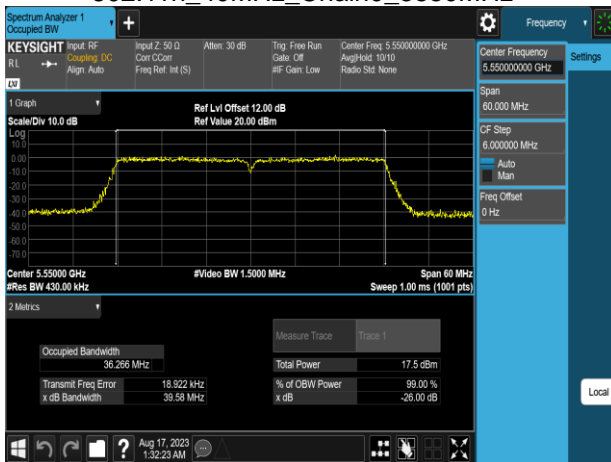 Spectrum Analyzer 1
Occupied BW
Frequency
KEYSIGHT
R L
LXI
Input: RF
Coupling: DC
Align: Auto
Input Z: 50 Ω
Corr CCorr
Freq Ref: Int (S)
Atten: 30 dB
Trig: Free Run
Gate: Off
#IF Gain: Low
Center Freq: 5.550000000 GHz
Avg|Hold: 10/10
Radio Std: None
Center Frequency
5.550000000 GHz
Settings
Span
60.000 MHz
CF Step
6.000000 MHz
Auto
Man
Freq Offset
0 Hz
1 Graph
Scale/Div 10.0 dB
Ref Lvl Offset 12.00 dB
Ref Value 20.00 dBm
Log
10.0
0.00
-10.0
-20.0
-30.0
-40.0
-50.0
-60.0
-70.0
Center 5.55000 GHz
#Res BW 430.00 kHz
#Video BW 1.5000 MHz
Span 60 MHz
Sweep 1.00 ms (1001 pts)
2 Metrics
Measure Trace
Trace 1
Occupied Bandwidth
36.266 MHz
Total Power
17.5 dBm
Transmit Freq Error
18.922 kHz
% of OBW Power
99.00 %
x dB Bandwidth
39.58 MHz
x dB
-26.00 dB
Local
?
Aug 17, 2023
1:32:23 AM